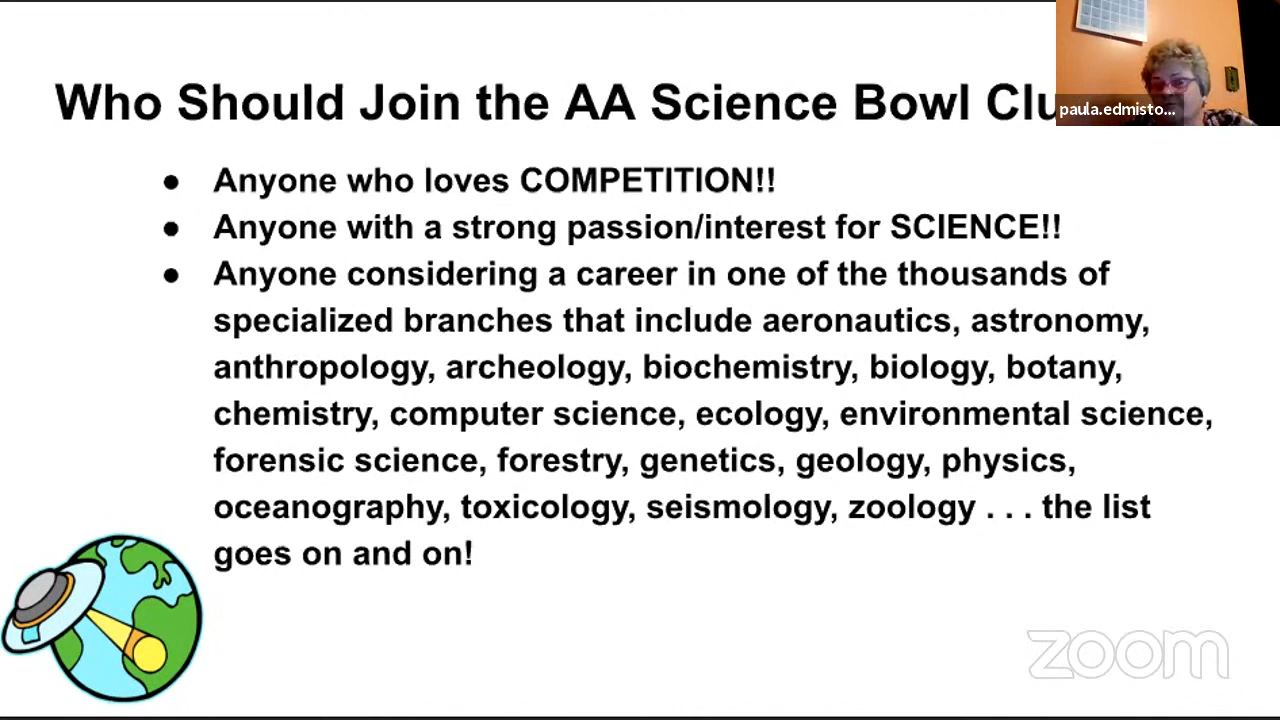 Who Should Join the AA Science Bowl Clu
paula.edmisto...
● Anyone who loves COMPETITION!!
● Anyone with a strong passion/interest for SCIENCE!!
● Anyone considering a career in one of the thousands of
specialized branches that include aeronautics, astronomy,
anthropology, archeology, biochemistry, biology, botany,
chemistry, computer science, ecology, environmental science,
forensic science, forestry, genetics, geology, physics,
oceanography, toxicology, seismology, zoology . . . the list
goes on and on!
zoom